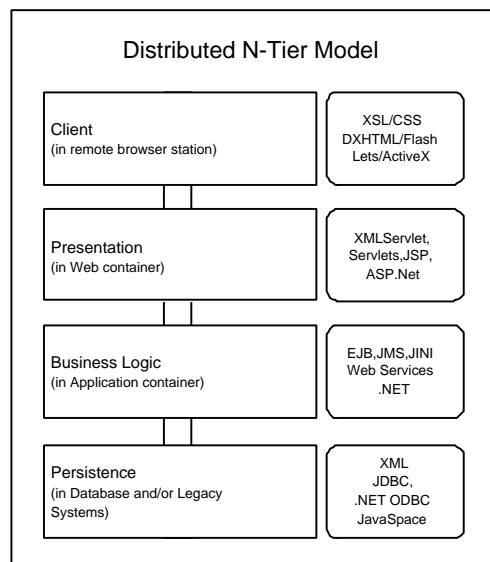 Distributed N-Tier Model
Client
(in remote browser station)
XSL/CSS
DXHTML/Flash
Lets/ActiveX
Presentation
(in Web container)
XMLServlet,
Servlets,JSP,
ASP.Net
Business Logic
(in Application container)
EJB,JMS,JINI
Web Services
.NET
Persistence
(in Database and/or Legacy
Systems)
XML
JDBC,
.NET ODBC
JavaSpace